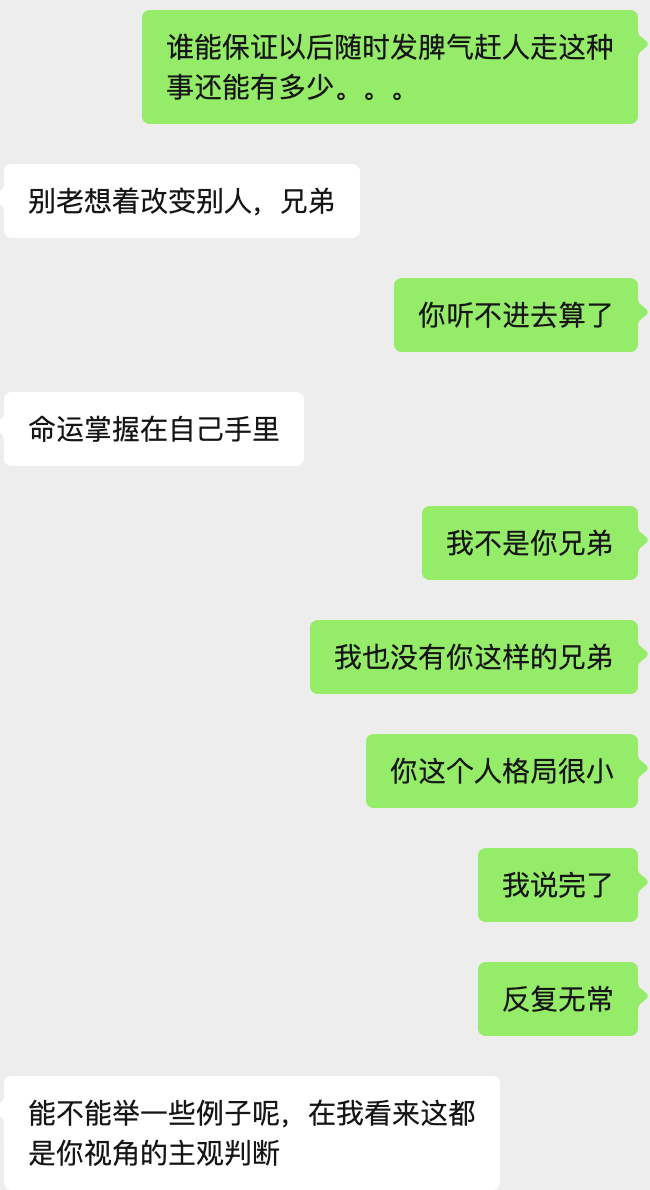 谁能保证以后随时发脾气赶人走这种
事还能有多少。。。
别老想着改变别人，兄弟
你听不进去算了
命运掌握在自己手里
我不是你兄弟
我也没有你这样的兄弟
你这个人格局很小
我说完了
反复无常
能不能举一些例子呢，在我看来这都
是你视角的主观判断